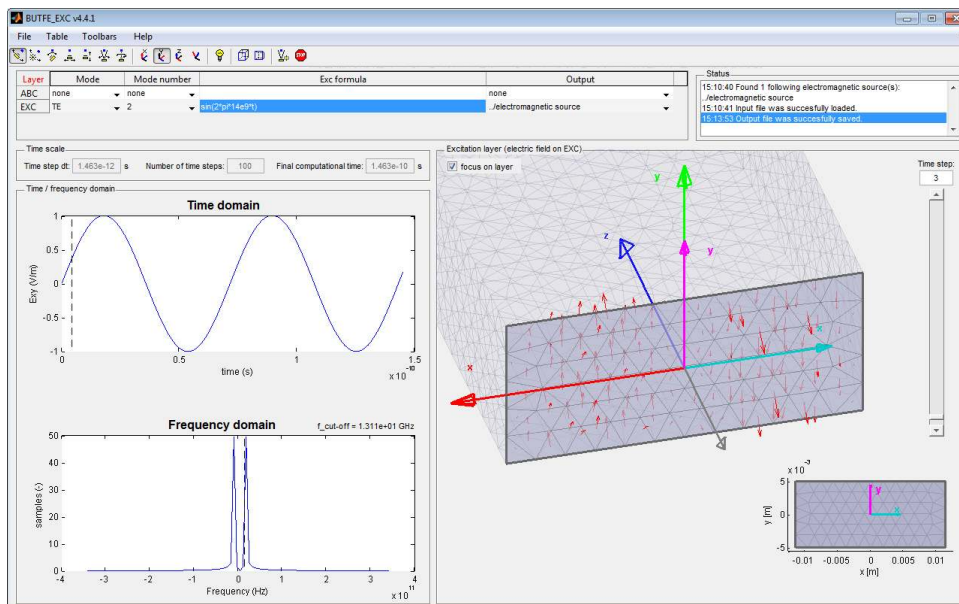 BUTFE_EXC v4.4.1
File Table Toolbars Help
Layer Mode Mode number Exc formula Output
ABC none none none
EXC TE 2 sin(2*pi*14e9*t) ../electromagnetic source
Status
15:10:40 Found 1 following electromagnetic source(s):
../electromagnetic source
15:10:41 Input file was succesfully loaded.
15:13:53 Output file was succesfully saved.
Time scale
Time step dt: 1.463e-12 s Number of time steps: 100 Final computational time: 1.463e-10 s
Time / frequency domain
Time domain
Exy (V/m)
1
0.5
0
-0.5
-1
0 0.5 1 1.5
time (s)
x 10^-10
Frequency domain
f_cut-off = 1.311e+01 GHz
samples (-)
50
40
30
20
10
0
-4 -3 -2 -1 0 1 2 3 4
Frequency (Hz)
x 10^11
Excitation layer (electric field on EXC)
focus on layer
Time step:
3
y
z
y
x
x
x 10^-3
y [m]
5
0
-5
y
x
-0.01 -0.005 0 0.005 0.01
x [m]